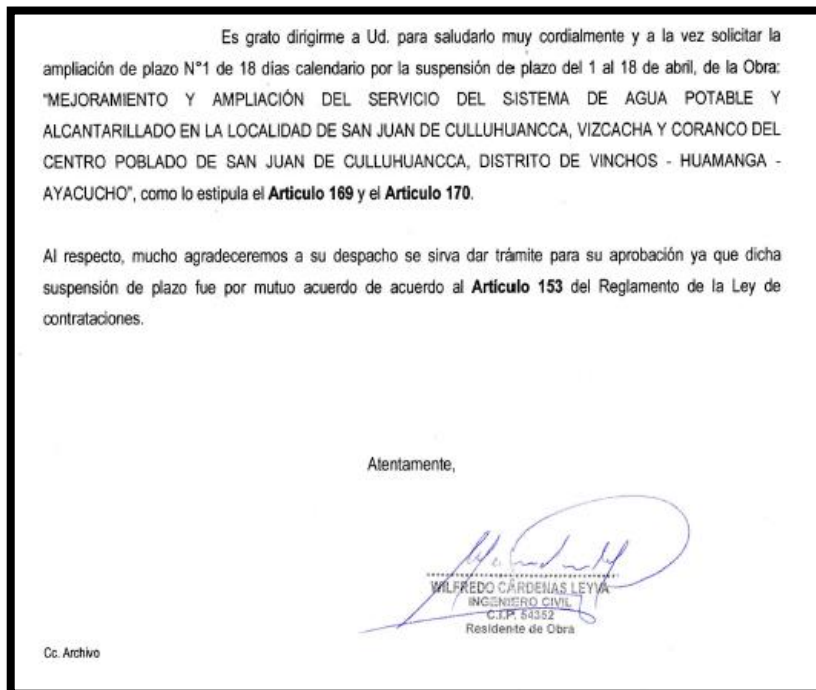 Es grato dirigirme a Ud. para saludarlo muy cordialmente y a la vez solicitar la
ampliación de plazo N°1 de 18 días calendario por la suspensión de plazo del 1 al 18 de abril, de la Obra:
"MEJORAMIENTO Y AMPLIACIÓN DEL SERVICIO DEL SISTEMA DE AGUA POTABLE Y
ALCANTARILLADO EN LA LOCALIDAD DE SAN JUAN DE CULLUHUANCCA, VIZCACHA Y CORANCO DEL
CENTRO POBLADO DE SAN JUAN DE CULLUHUANCCA, DISTRITO DE VINCHOS - HUAMANGA -
AYACUCHO", como lo estipula el Articulo 169 y el Articulo 170.
Al respecto, mucho agradeceremos a su despacho se sirva dar trámite para su aprobación ya que dicha
suspensión de plazo fue por mutuo acuerdo de acuerdo al Artículo 153 del Reglamento de la Ley de
contrataciones.
Atentamente,
WILFREDO CÁRDENAS LEYVA
INGENIERO CIVIL
C.I.P. 54352
Residente de Obra
Cc. Archivo